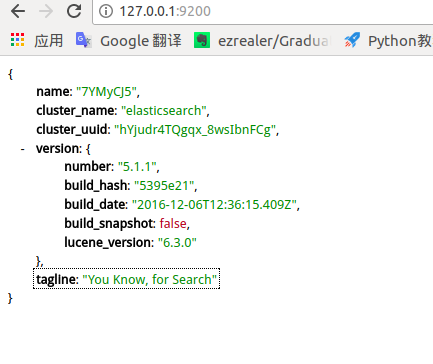 127.0.0.1:9200
应用 Google 翻译 ezrealer/Gradua Python教
{
name: "7YMyCJ5",
cluster_name: "elasticsearch",
cluster_uuid: "hYjudr4TQgqx_8wsIbnFCg",
- version: {
number: "5.1.1",
build_hash: "5395e21",
build_date: "2016-12-06T12:36:15.409Z",
build_snapshot: false,
lucene_version: "6.3.0"
},
tagline: "You Know, for Search"
}